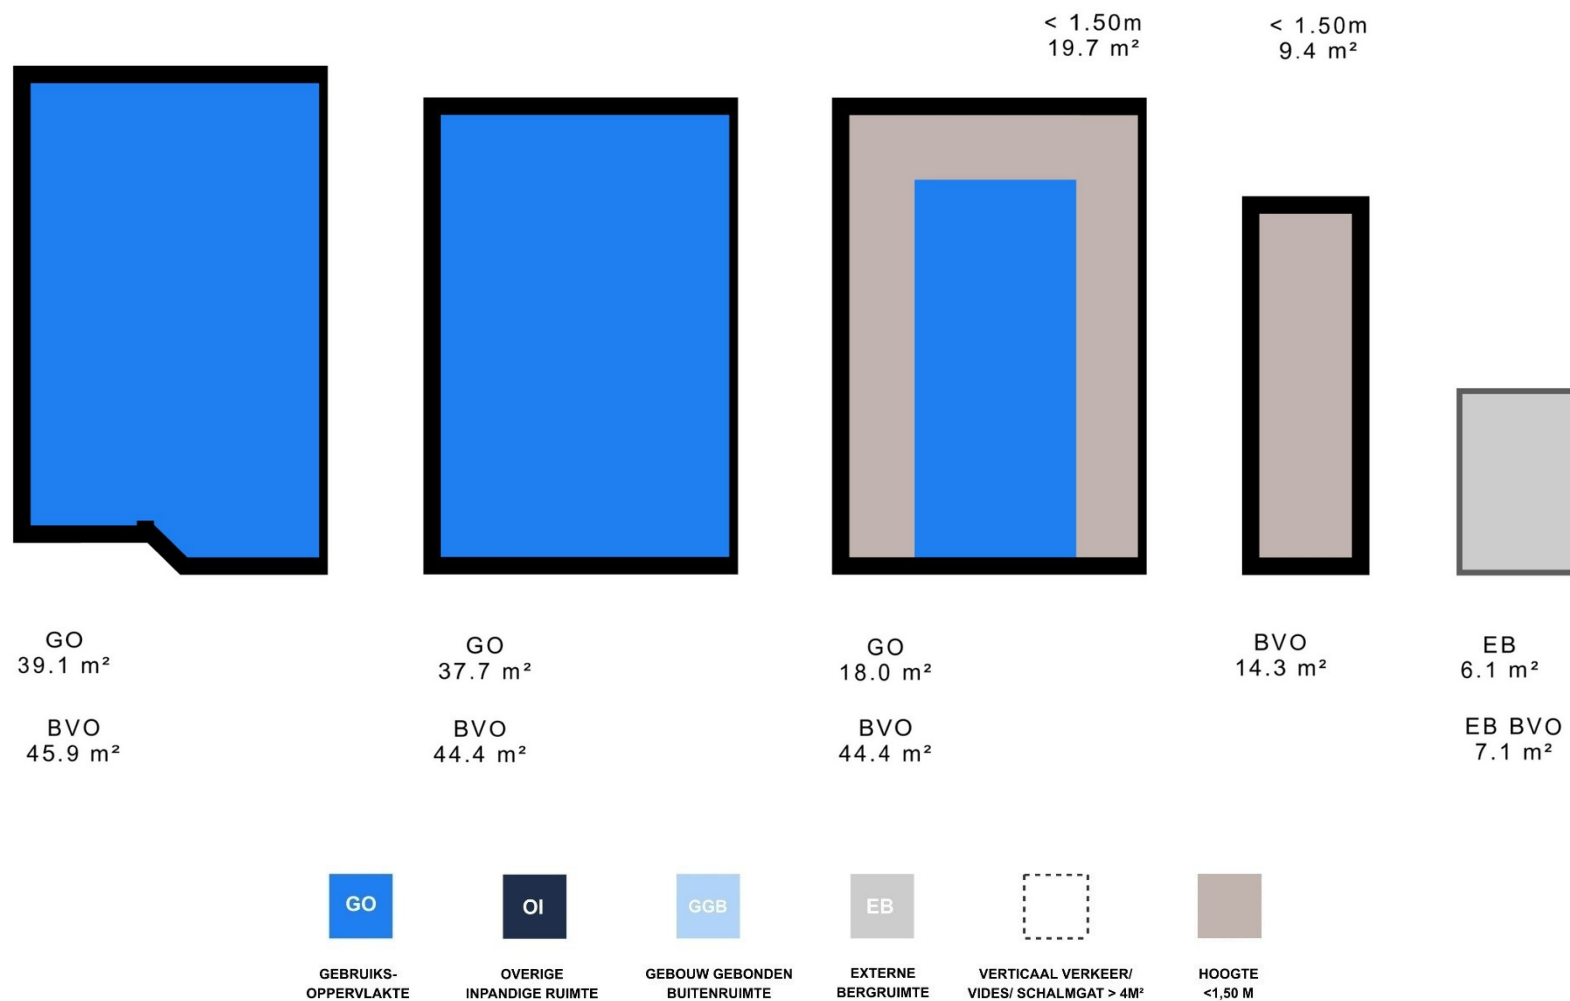 < 1.50m
19.7 m²
< 1.50m
9.4 m²
GO
39.1 m²
BVO
45.9 m²
GO
37.7 m²
BVO
44.4 m²
GO
18.0 m²
BVO
44.4 m²
BVO
14.3 m²
EB
6.1 m²
EB BVO
7.1 m²
GO
GEBRUIKS-
OPPERVLAKTE
OI
OVERIGE
INPANDIGE RUIMTE
GGB
GEBOUW GEBONDEN
BUITENRUIMTE
EB
EXTERNE
BERGRUIMTE
VERTICAAL VERKEER/
VIDES/ SCHALMGAT > 4M²
HOOGTE
<1,50 M